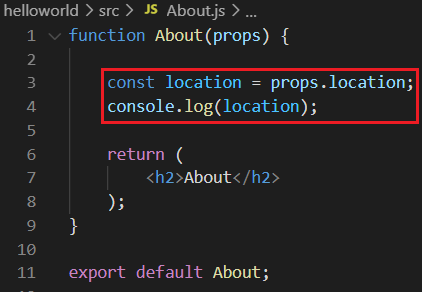 helloworld > src > JS About.js > ...
1 function About(props) {
2
3 const location = props.location;
4 console.log(location);
5
6 return (
7 <h2>About</h2>
8 );
9 }
10
11 export default About;